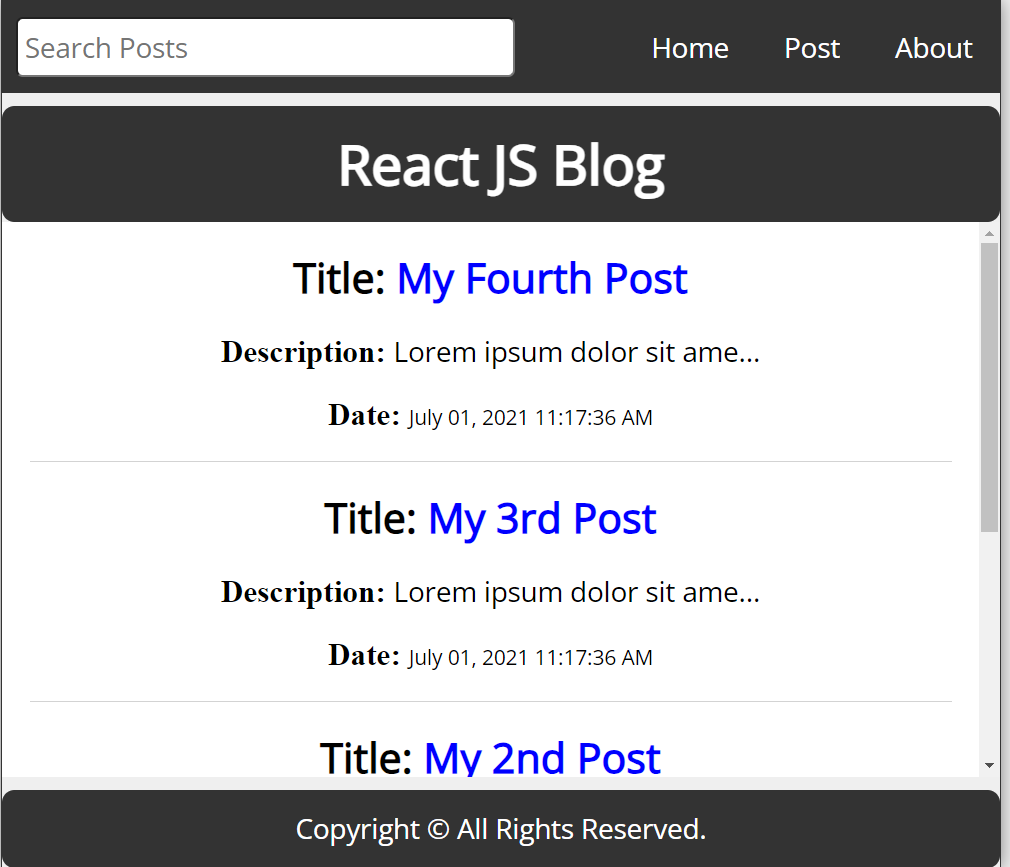 Search Posts Home Post About
React JS Blog
Title: My Fourth Post
Description: Lorem ipsum dolor sit ame...
Date: July 01, 2021 11:17:36 AM
Title: My 3rd Post
Description: Lorem ipsum dolor sit ame...
Date: July 01, 2021 11:17:36 AM
Title: My 2nd Post
Copyright © All Rights Reserved.